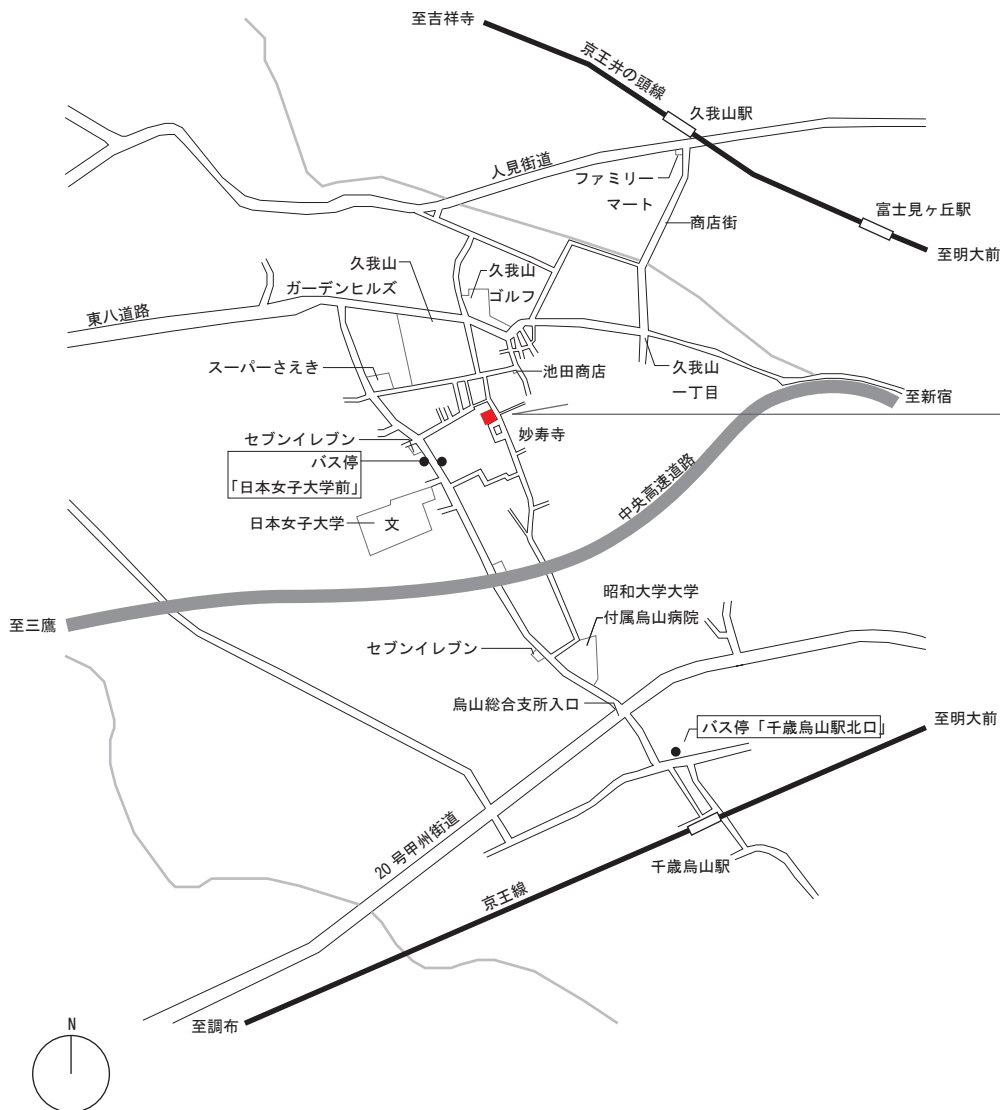 至吉祥寺
京王井の頭線
久我山駅
人見街道
ファミリー
マート
商店街
富士見ヶ丘駅
至明大前
久我山
ガーデンヒルズ
久我山
ゴルフ
東八道路
スーパーさえき
池田商店
久我山
一丁目
至新宿
セブンイレブン
妙寿寺
バス停
「日本女子大学前」
中央高速道路
日本女子大学
文
至三鷹
昭和大学大学
付属烏山病院
セブンイレブン
烏山総合支所入口
至明大前
バス停「千歳烏山駅北口」
20号甲州街道
千歳烏山駅
京王線
至調布
N